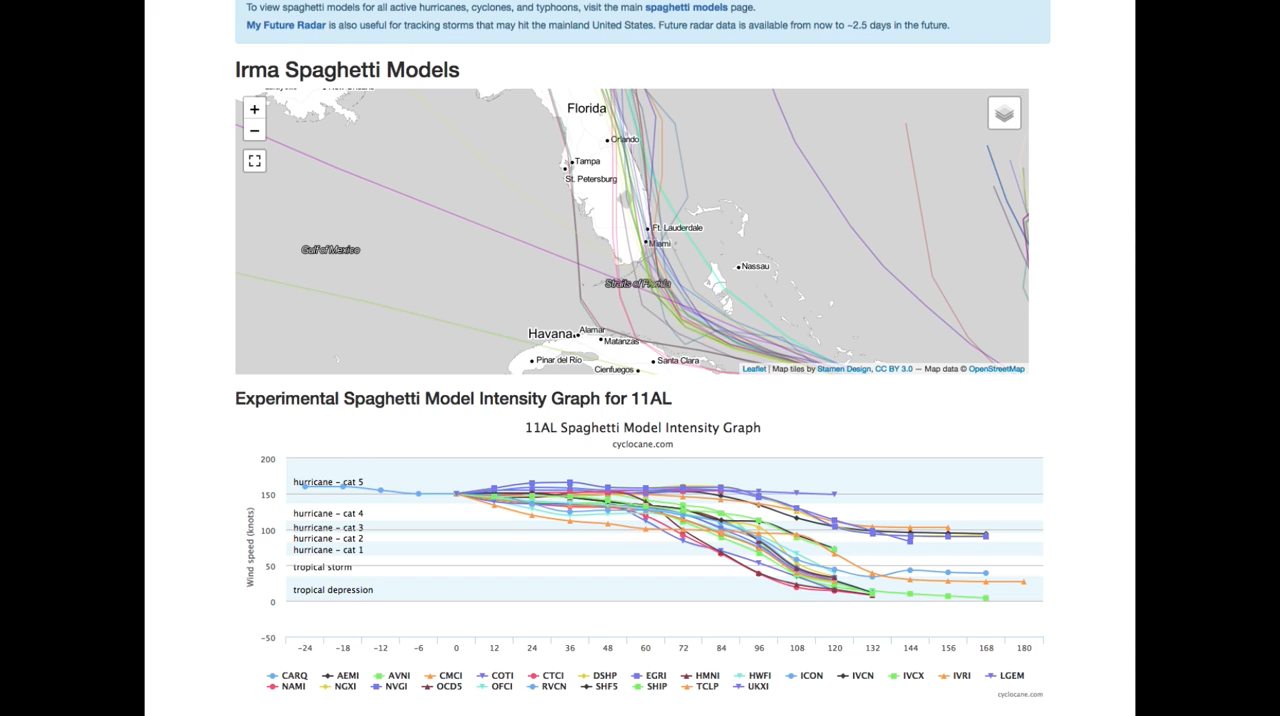 To view spaghetti models for all active hurricanes, cyclones, and typhoons, visit the main spaghetti models page.
My Future Radar is also useful for tracking storms that may hit the mainland United States. Future radar data is available from now to ~2.5 days in the future.
Irma Spaghetti Models
+
−
Florida
Orlando
Tampa
St. Petersburg
Ft. Lauderdale
Miami
Gulf of Mexico
Nassau
Straits of Florida
Havana
Alamar
Matanzas
Pinar del Río
Santa Clara
Cienfuegos
Leaflet | Map tiles by Stamen Design, CC BY 3.0 — Map data © OpenStreetMap
Experimental Spaghetti Model Intensity Graph for 11AL
11AL Spaghetti Model Intensity Graph
cyclocane.com
Wind speed (knots)
200
150
100
50
0
−50
hurricane - cat 5
hurricane - cat 4
hurricane - cat 3
hurricane - cat 2
hurricane - cat 1
tropical storm
tropical depression
−24 −18 −12 −6 0 12 24 36 48 60 72 84 96 108 120 132 144 156 168 180
CARQ AEMI AVNI CMCI COTI CTCI DSHP EGRI HMNI HWFI ICON IVCN IVCX IVRI LGEM
NAMI NGXI NVGI OCD5 OFCI RVCN SHF5 SHIP TCLP UKXI
cyclocane.com